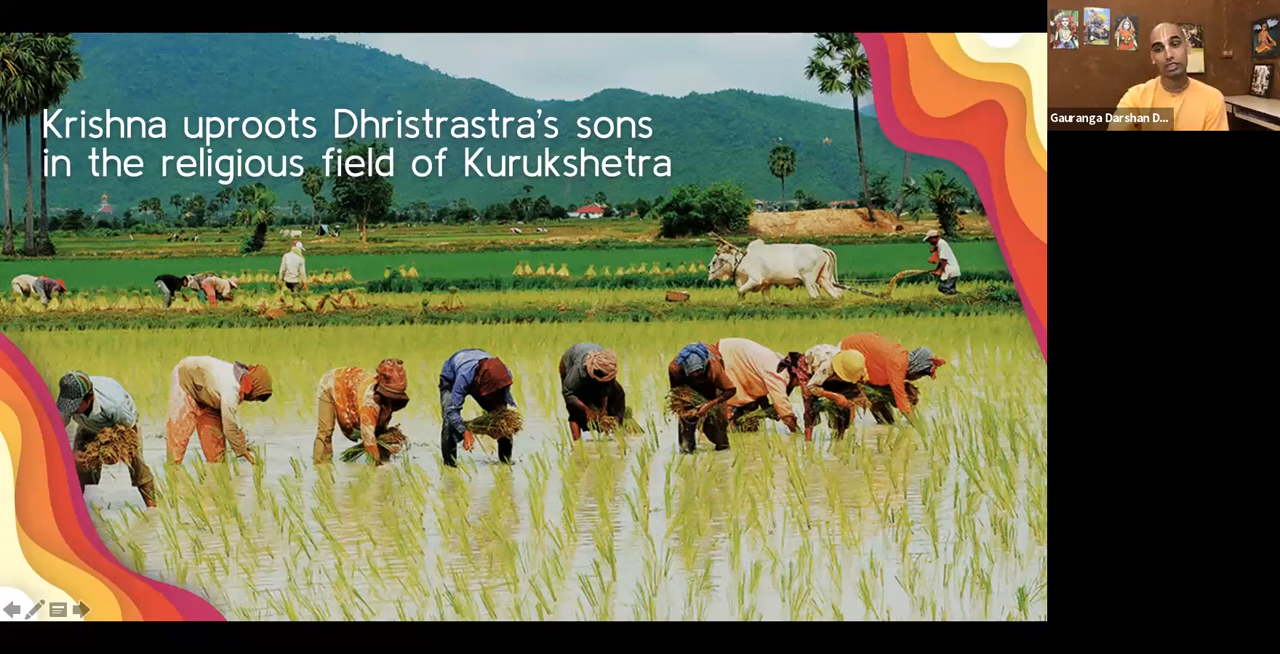 Krishna uproots Dhristrastra's sons
in the religious field of Kurukshetra
Gauranga Darshan D...